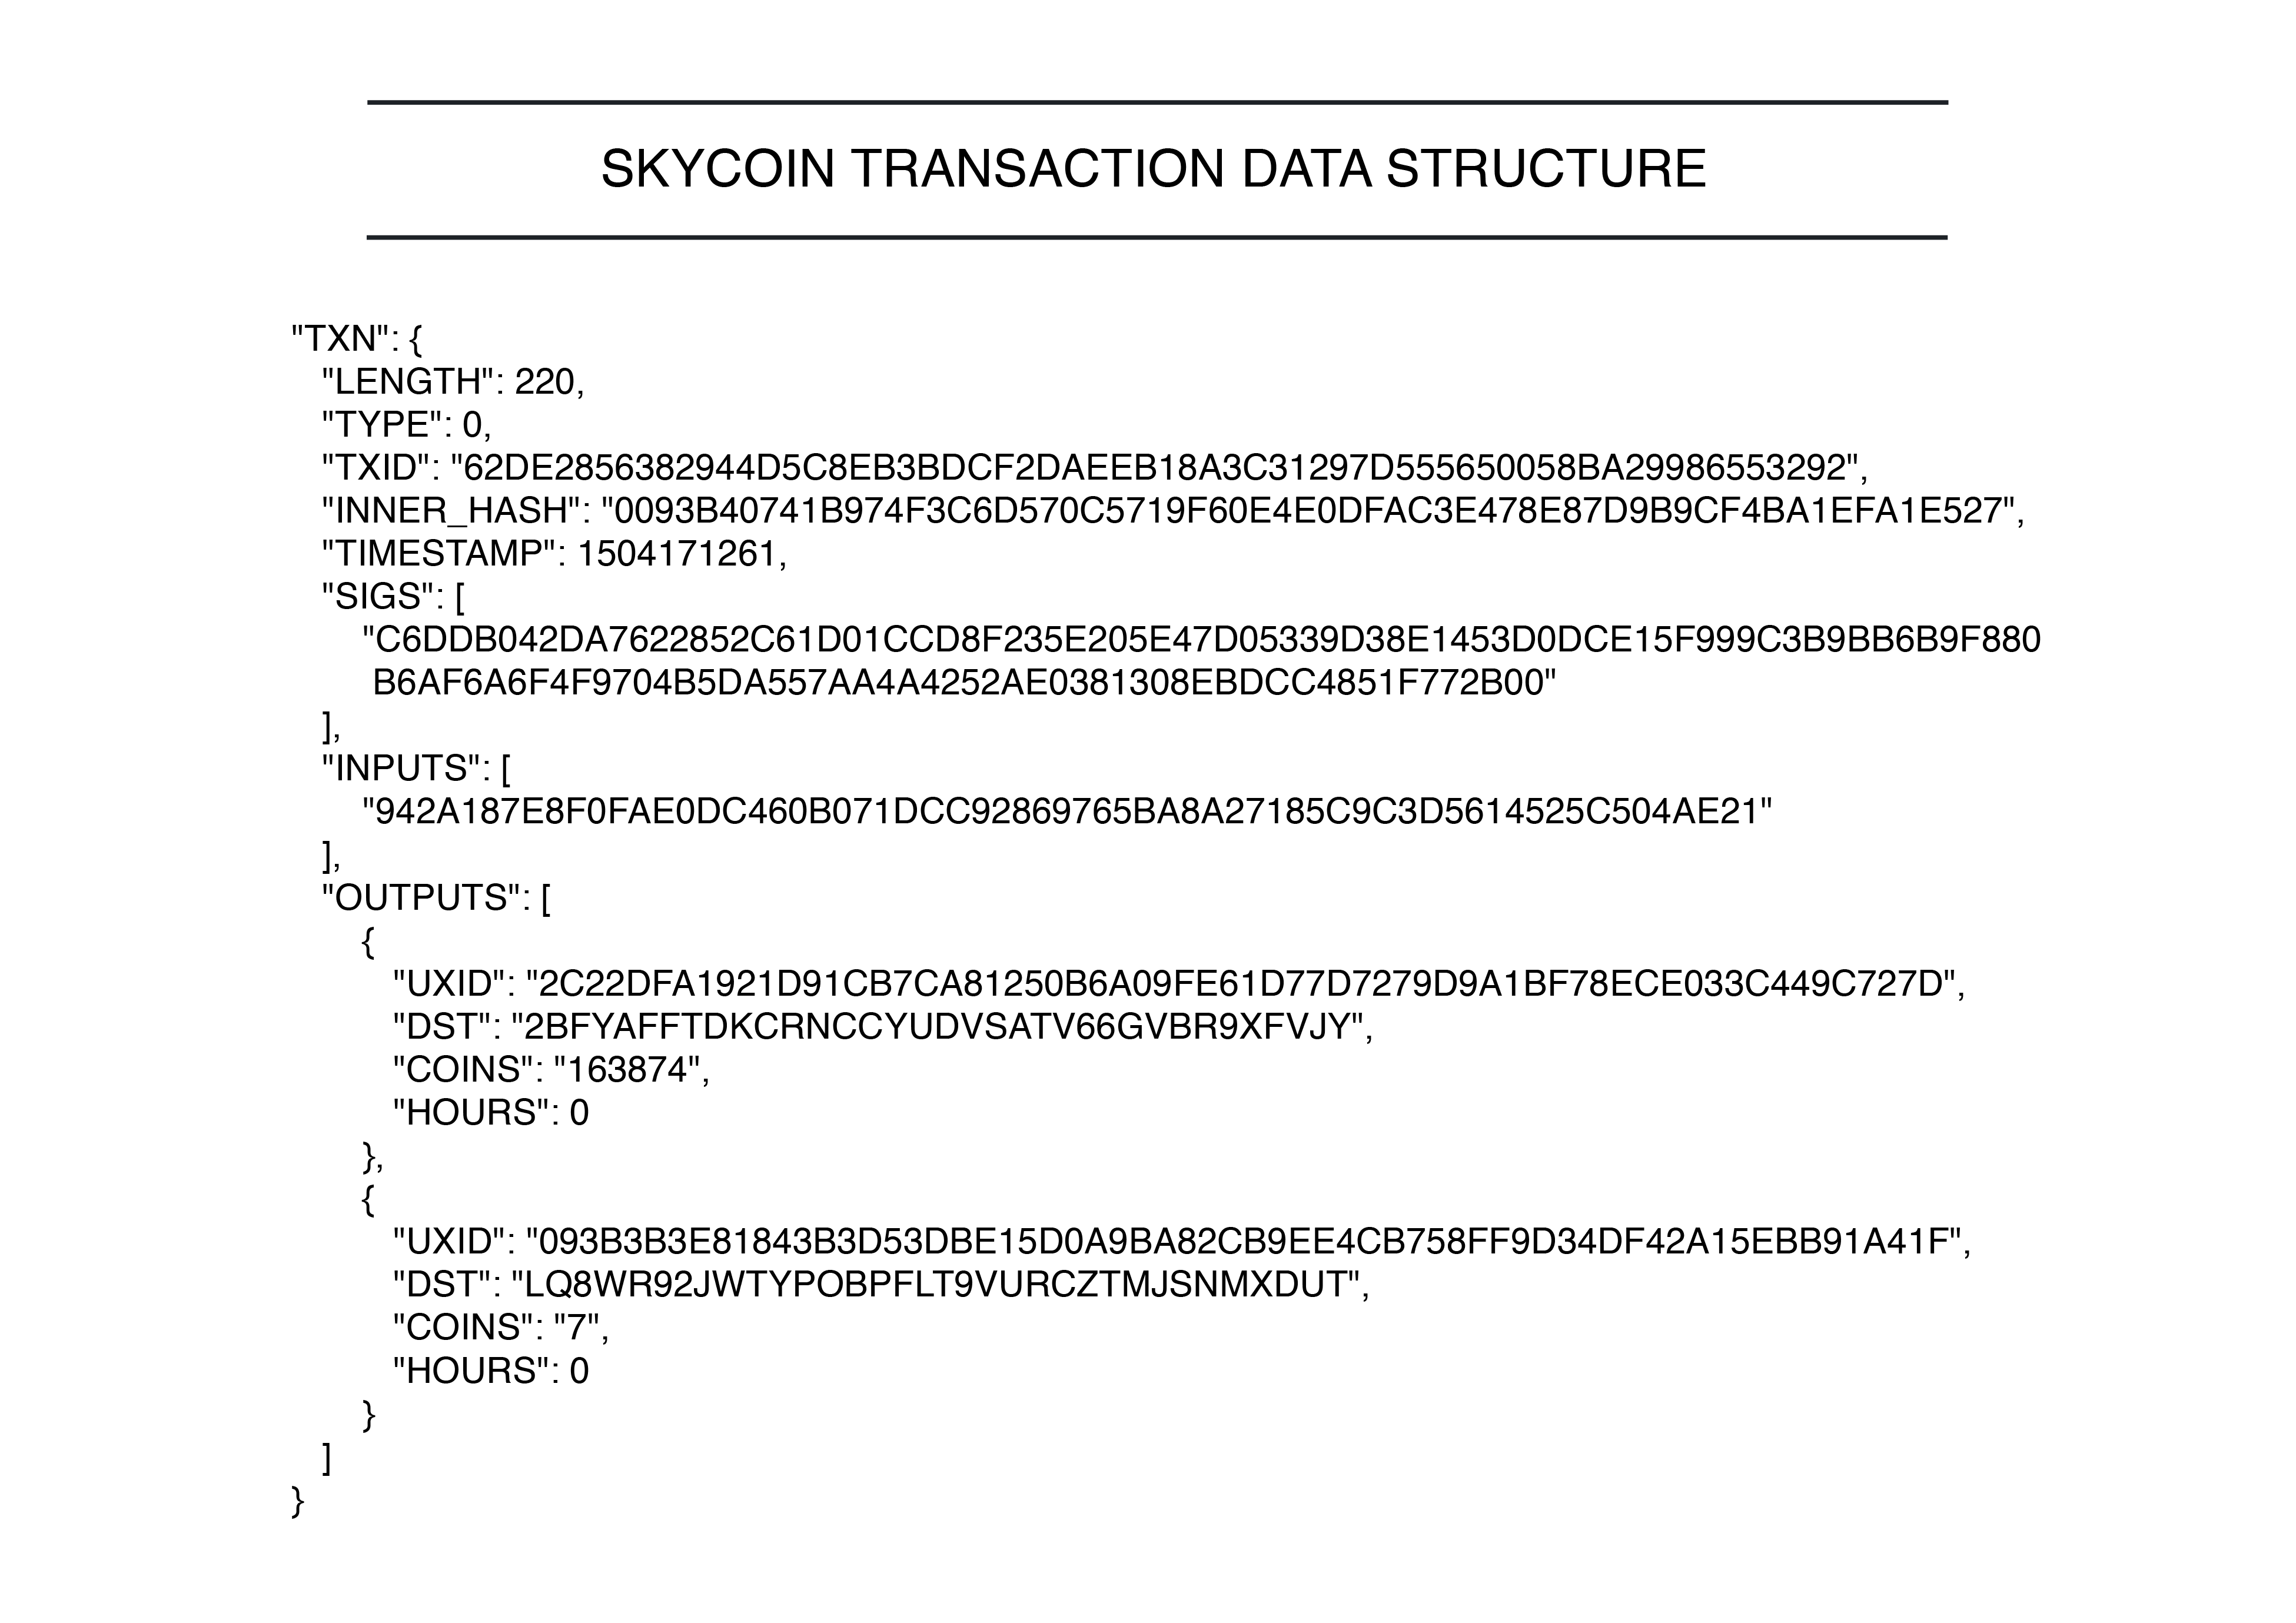 SKYCOIN TRANSACTION DATA STRUCTURE
"TXN": {
"LENGTH": 220,
"TYPE": 0,
"TXID": "62DE2856382944D5C8EB3BDCF2DAEEB18A3C31297D555650058BA29986553292",
"INNER_HASH": "0093B40741B974F3C6D570C5719F60E4E0DFAC3E478E87D9B9CF4BA1EFA1E527",
"TIMESTAMP": 1504171261,
"SIGS": [
"C6DDB042DA7622852C61D01CCD8F235E205E47D05339D38E1453D0DCE15F999C3B9BB6B9F880
B6AF6A6F4F9704B5DA557AA4A4252AE0381308EBDCC4851F772B00"
],
"INPUTS": [
"942A187E8F0FAE0DC460B071DCC92869765BA8A27185C9C3D5614525C504AE21"
],
"OUTPUTS": [
{
"UXID": "2C22DFA1921D91CB7CA81250B6A09FE61D77D7279D9A1BF78ECE033C449C727D",
"DST": "2BFYAFFTDKCRNCCYUDVSATV66GVBR9XFVJY",
"COINS": "163874",
"HOURS": 0
},
{
"UXID": "093B3B3E81843B3D53DBE15D0A9BA82CB9EE4CB758FF9D34DF42A15EBB91A41F",
"DST": "LQ8WR92JWTYPOBPFLT9VURCZTMJSNMXDUT",
"COINS": "7",
"HOURS": 0
}
]
}